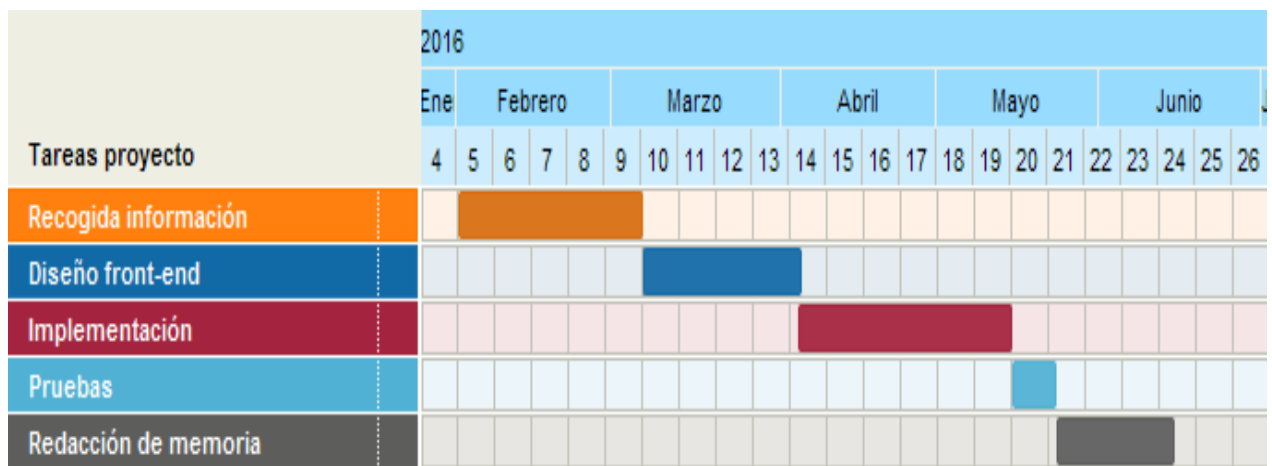 2016
Ene Febrero Marzo Abril Mayo Junio J
Tareas proyecto 4 5 6 7 8 9 10 11 12 13 14 15 16 17 18 19 20 21 22 23 24 25 26
Recogida información
Diseño front-end
Implementación
Pruebas
Redacción de memoria